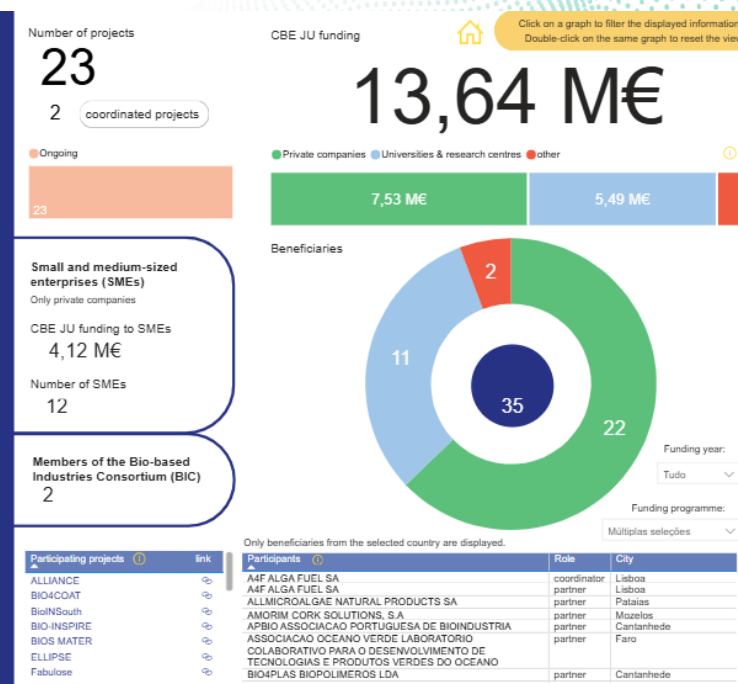 Number of projects
23
2 coordinated projects
Ongoing
23
CBE JU funding
Click on a graph to filter the displayed information
Double-click on the same graph to reset the view
13,64 M€
Private companies Universities & research centres other
7,53 M€ 5,49 M€
Small and medium-sized
enterprises (SMEs)
Only private companies
CBE JU funding to SMEs
4,12 M€
Number of SMEs
12
Members of the Bio-based
Industries Consortium (BIC)
2
Beneficiaries
2
11
35
22
Funding year:
Tudo
Funding programme:
Múltiplas seleções
Participating projects link
ALLIANCE
BIO4COAT
BioINSouth
BIO-INSPIRE
BIOS MATER
ELLIPSE
Fabulose
Only beneficiaries from the selected country are displayed.
Participants Role City
A4F ALGA FUEL SA coordinator Lisboa
A4F ALGA FUEL SA partner Lisboa
ALLMICROALGAE NATURAL PRODUCTS SA partner Pataias
AMORIM CORK SOLUTIONS, S.A partner Mozelos
APBIO ASSOCIACAO PORTUGUESA DE BIOINDUSTRIA partner Cantanhede
ASSOCIACAO OCEANO VERDE LABORATORIO partner Faro
COLABORATIVO PARA O DESENVOLVIMENTO DE
TECNOLOGIAS E PRODUTOS VERDES DO OCEANO
BIO4PLAS BIOPOLIMEROS LDA partner Cantanhede